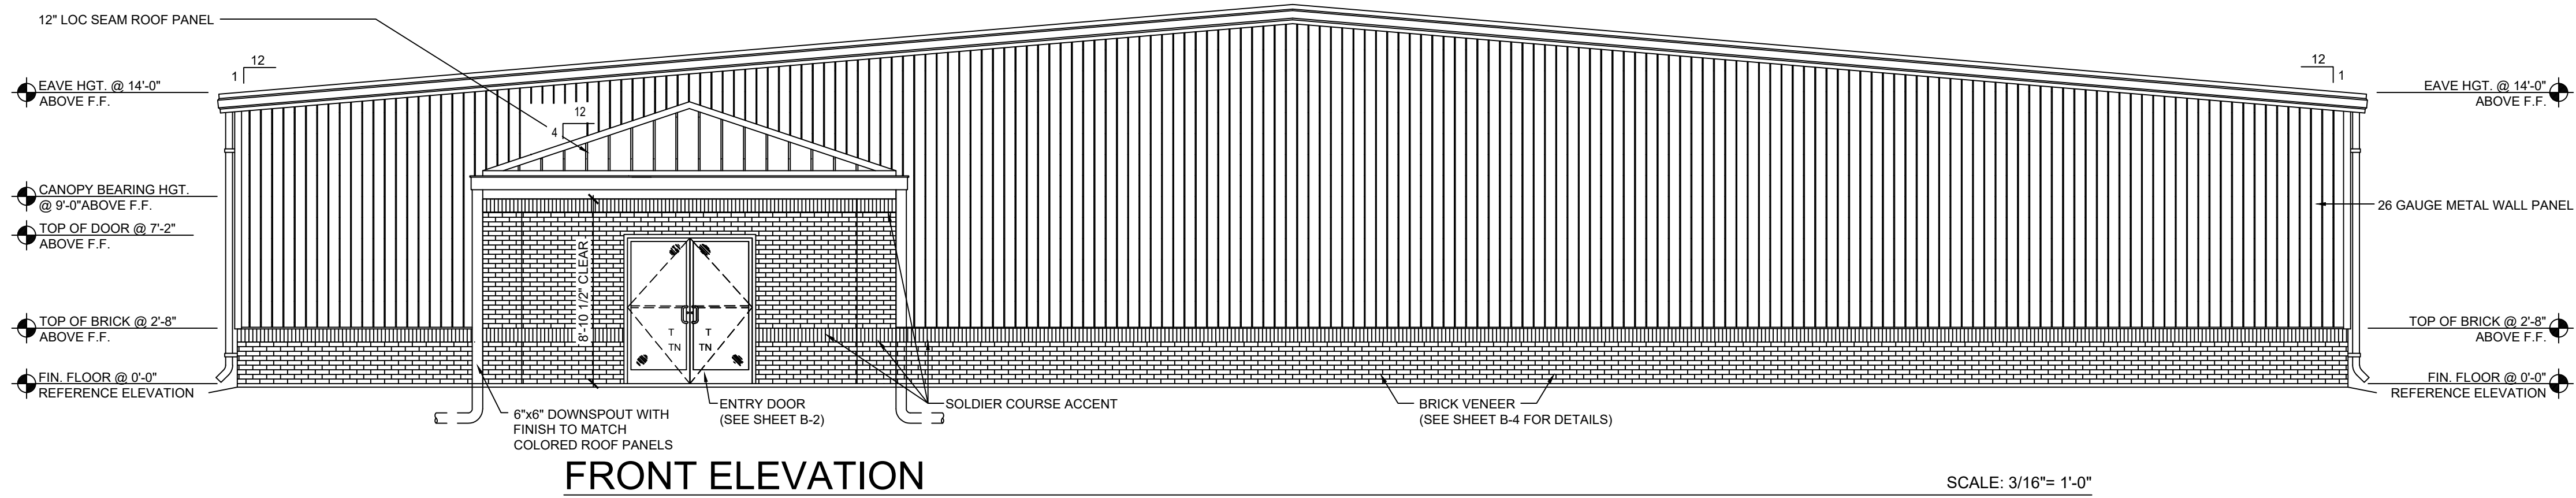 12" LOC SEAM ROOF PANEL
12
1
EAVE HGT. @ 14'-0"
ABOVE F.F.
12
4
12
1
EAVE HGT. @ 14'-0"
ABOVE F.F.
CANOPY BEARING HGT.
@ 9'-0"ABOVE F.F.
26 GAUGE METAL WALL PANEL
TOP OF DOOR @ 7'-2"
ABOVE F.F.
8'-10 1/2" CLEAR
TOP OF BRICK @ 2'-8"
ABOVE F.F.
T
TN
T
TN
TOP OF BRICK @ 2'-8"
ABOVE F.F.
FIN. FLOOR @ 0'-0"
REFERENCE ELEVATION
FIN. FLOOR @ 0'-0"
REFERENCE ELEVATION
6"x6" DOWNSPOUT WITH
FINISH TO MATCH
COLORED ROOF PANELS
ENTRY DOOR
(SEE SHEET B-2)
SOLDIER COURSE ACCENT
BRICK VENEER
(SEE SHEET B-4 FOR DETAILS)
FRONT ELEVATION
SCALE: 3/16"= 1'-0"